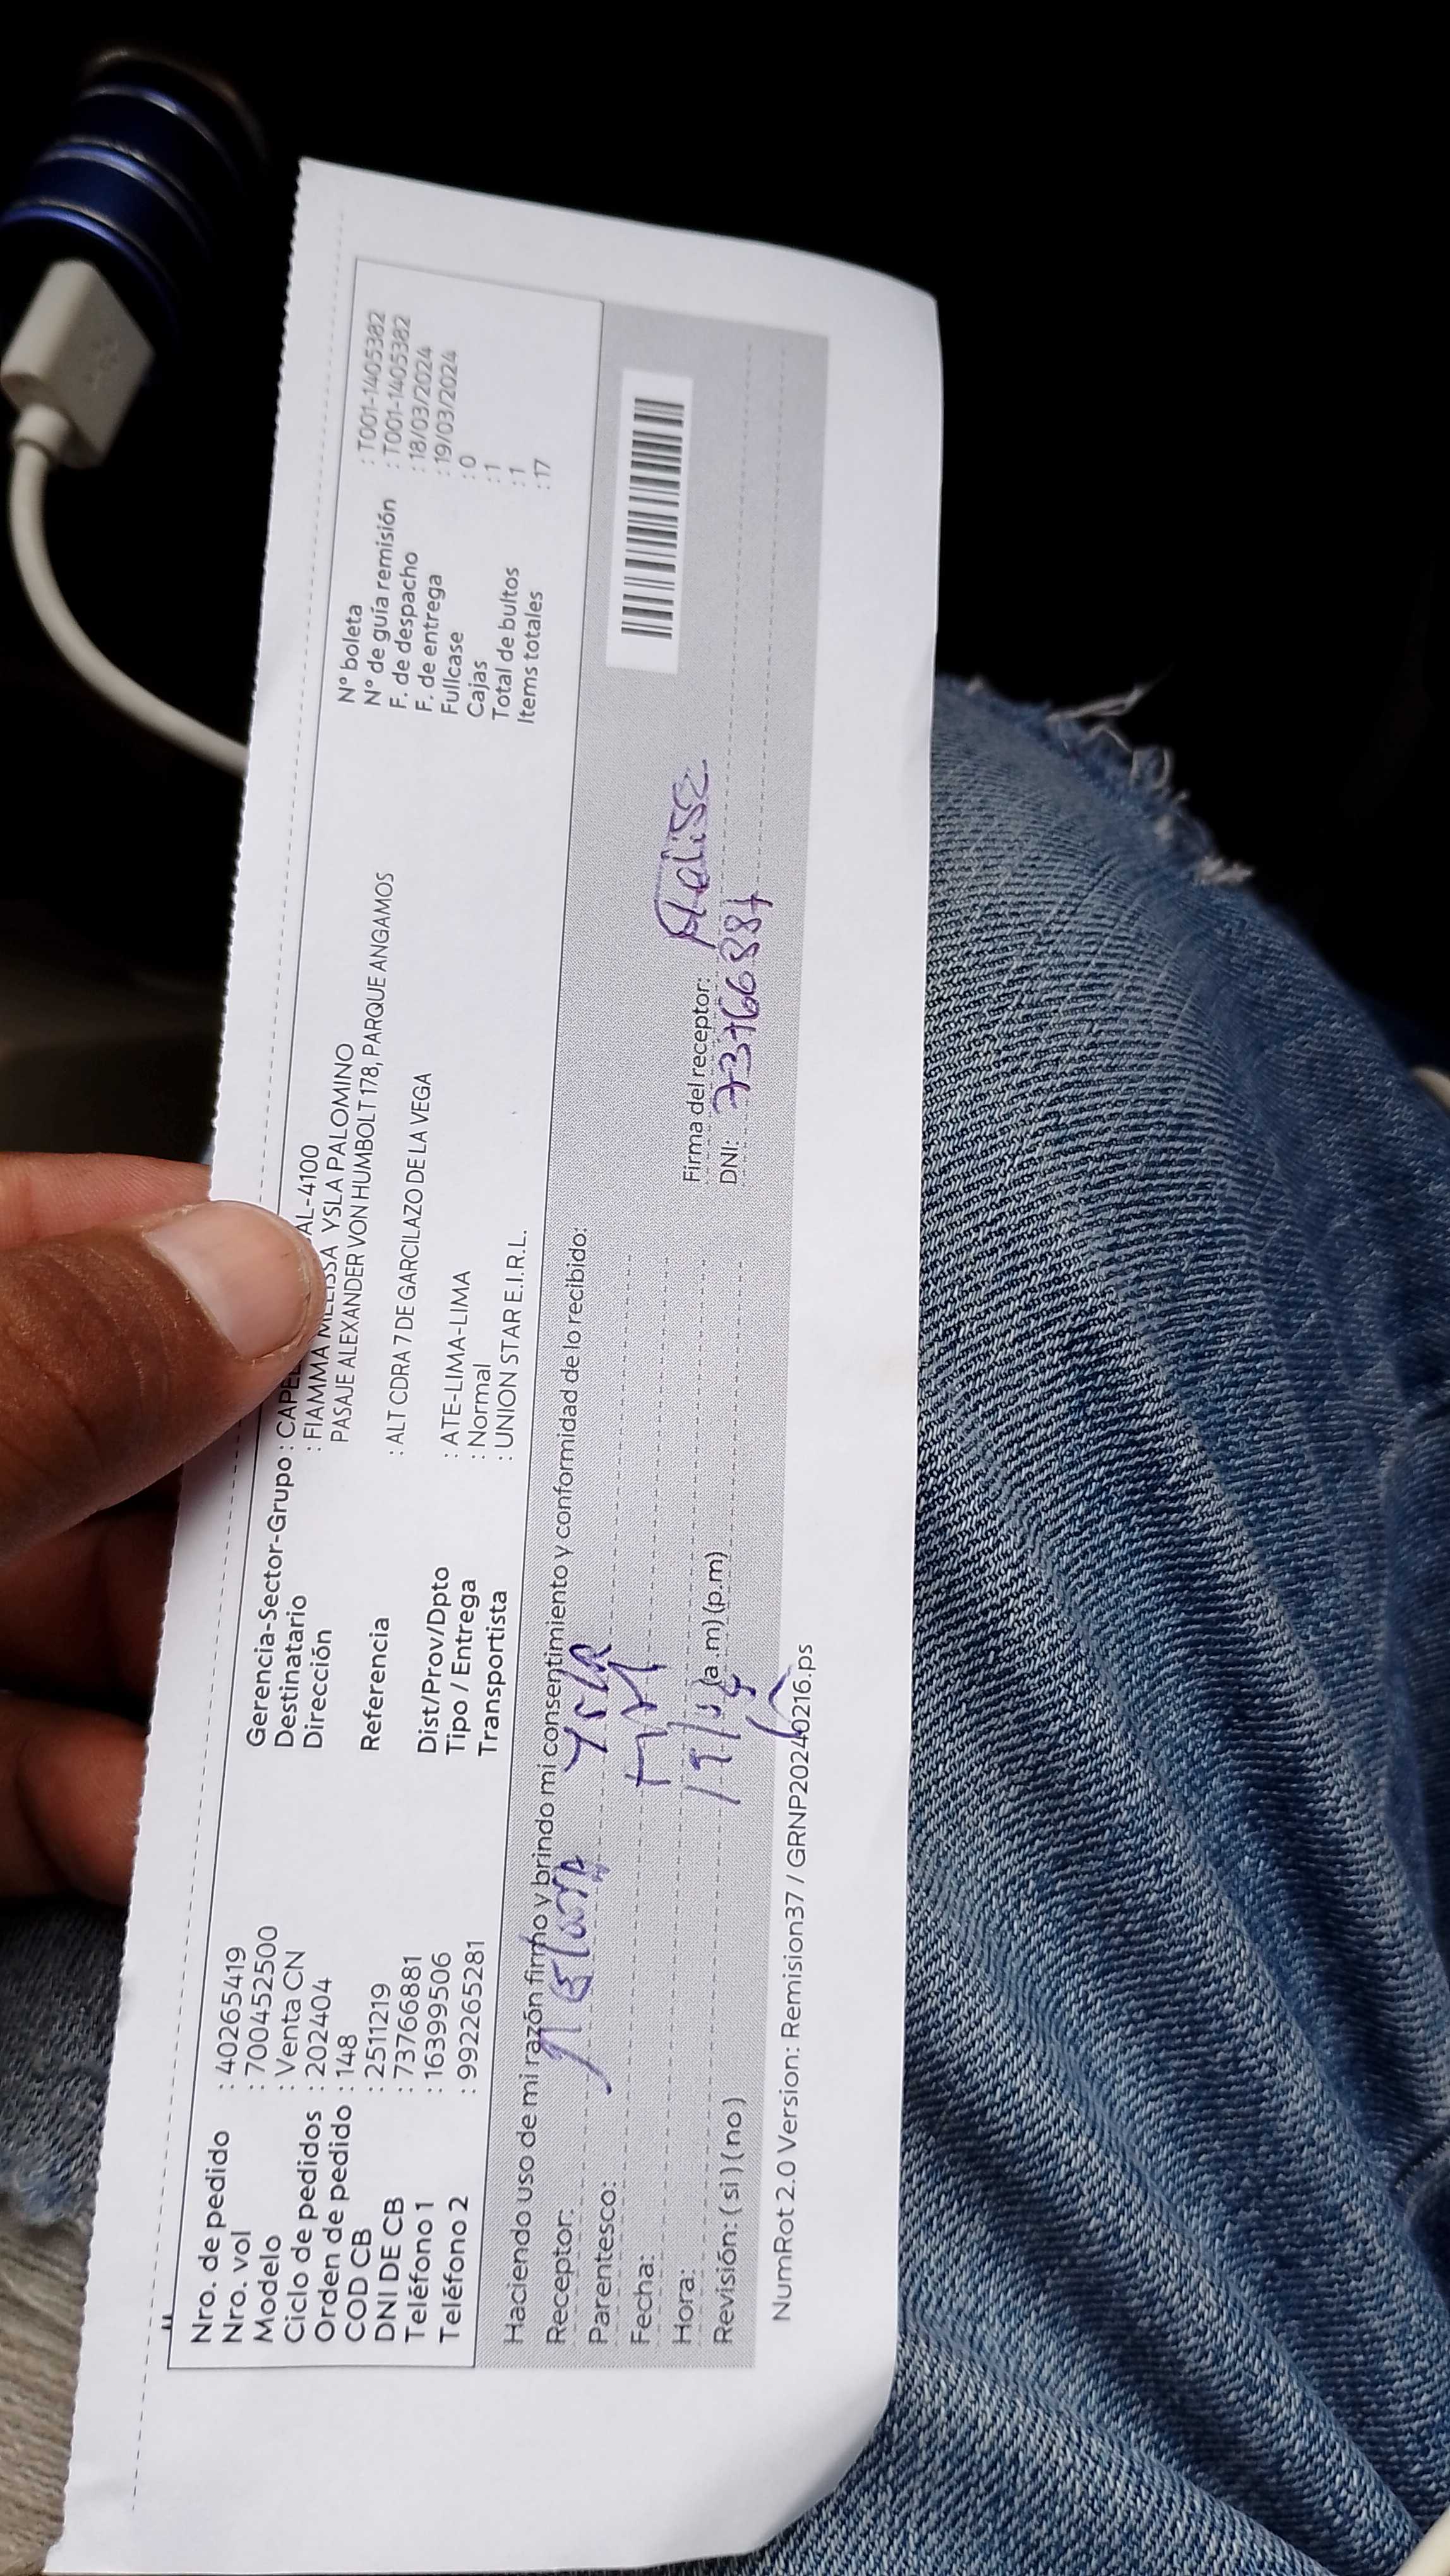 Nro. de pedido : 40265419
Nro. vol : 700452500
Modelo : Venta CN
Ciclo de pedidos : 202404
Orden de pedido : 148
COD CB : 2511219
DNI DE CB : 73766881
Teléfono 1 : 16399506
Teléfono 2 : 992265281
Gerencia-Sector-Grupo : AL-4100
Destinatario : FIAMMA MELISSA YSLA PALOMINO
Dirección PASAJE ALEXANDER VON HUMBOLT 178, PARQUE ANGAMOS
Referencia : ALT CDRA 7 DE GARCILAZO DE LA VEGA
Dist/Prov/Dpto : ATE-LIMA-LIMA
Tipo / Entrega : Normal
Transportista : UNION STAR E.I.R.L.
N° boleta : T001-1405382
N° de guía remisión : T001-1405382
F. de despacho : 18/03/2024
F. de entrega : 19/03/2024
Fullcase : 0
Cajas : 1
Total de bultos : 1
Items totales : 17
Haciendo uso de mi razón firmo y brindo mi consentimiento y conformidad de lo recibido:
Receptor: Ysla
Parentesco:
Fecha:
Hora: (a.m) (p.m)
Revisión: ( si ) ( no )
Firma del receptor:
DNI: 73766881
NumRot 2.0 Version: Remision37 / GRNP20240216.ps